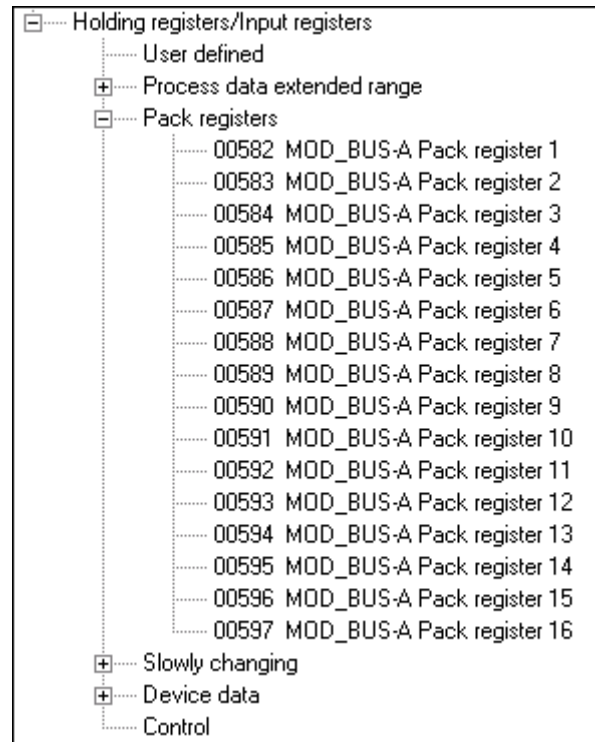 Holding registers/Input registers
User defined
Process data extended range
Pack registers
00582 MOD_BUS-A Pack register 1
00583 MOD_BUS-A Pack register 2
00584 MOD_BUS-A Pack register 3
00585 MOD_BUS-A Pack register 4
00586 MOD_BUS-A Pack register 5
00587 MOD_BUS-A Pack register 6
00588 MOD_BUS-A Pack register 7
00589 MOD_BUS-A Pack register 8
00590 MOD_BUS-A Pack register 9
00591 MOD_BUS-A Pack register 10
00592 MOD_BUS-A Pack register 11
00593 MOD_BUS-A Pack register 12
00594 MOD_BUS-A Pack register 13
00595 MOD_BUS-A Pack register 14
00596 MOD_BUS-A Pack register 15
00597 MOD_BUS-A Pack register 16
Slowly changing
Device data
Control